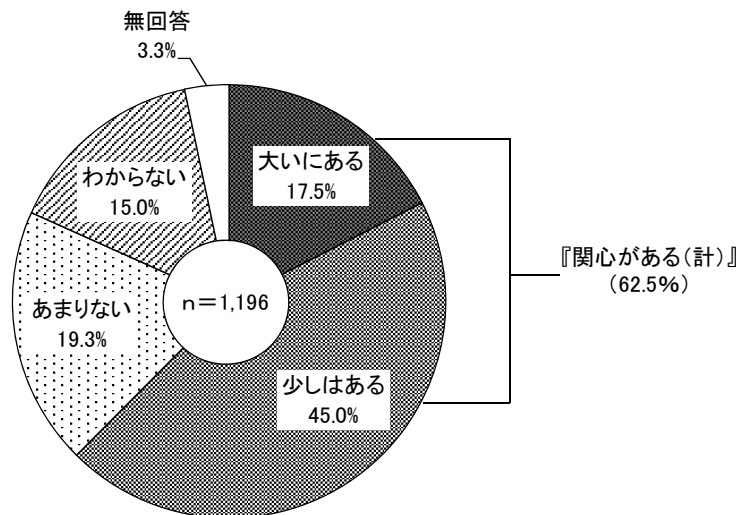 無回答
3.3%
大いにある
17.5%
わからない
15.0%
『関心がある(計)』
(62.5%)
n=1,196
あまりない
19.3%
少しはある
45.0%